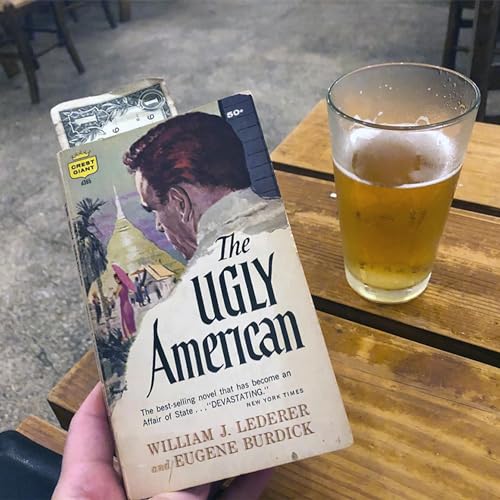 1
CREST
GIANT
50¢
The
UGLY
American
The best-selling novel that has become an
Affair of State . . . "DEVASTATING."
NEW YORK TIMES
WILLIAM J. LEDERER
and EUGENE BURDICK